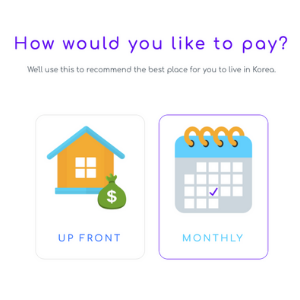 How would you like to pay?
We'll use this to recommend the best place for you to live in Korea.
$
UP FRONT
MONTHLY